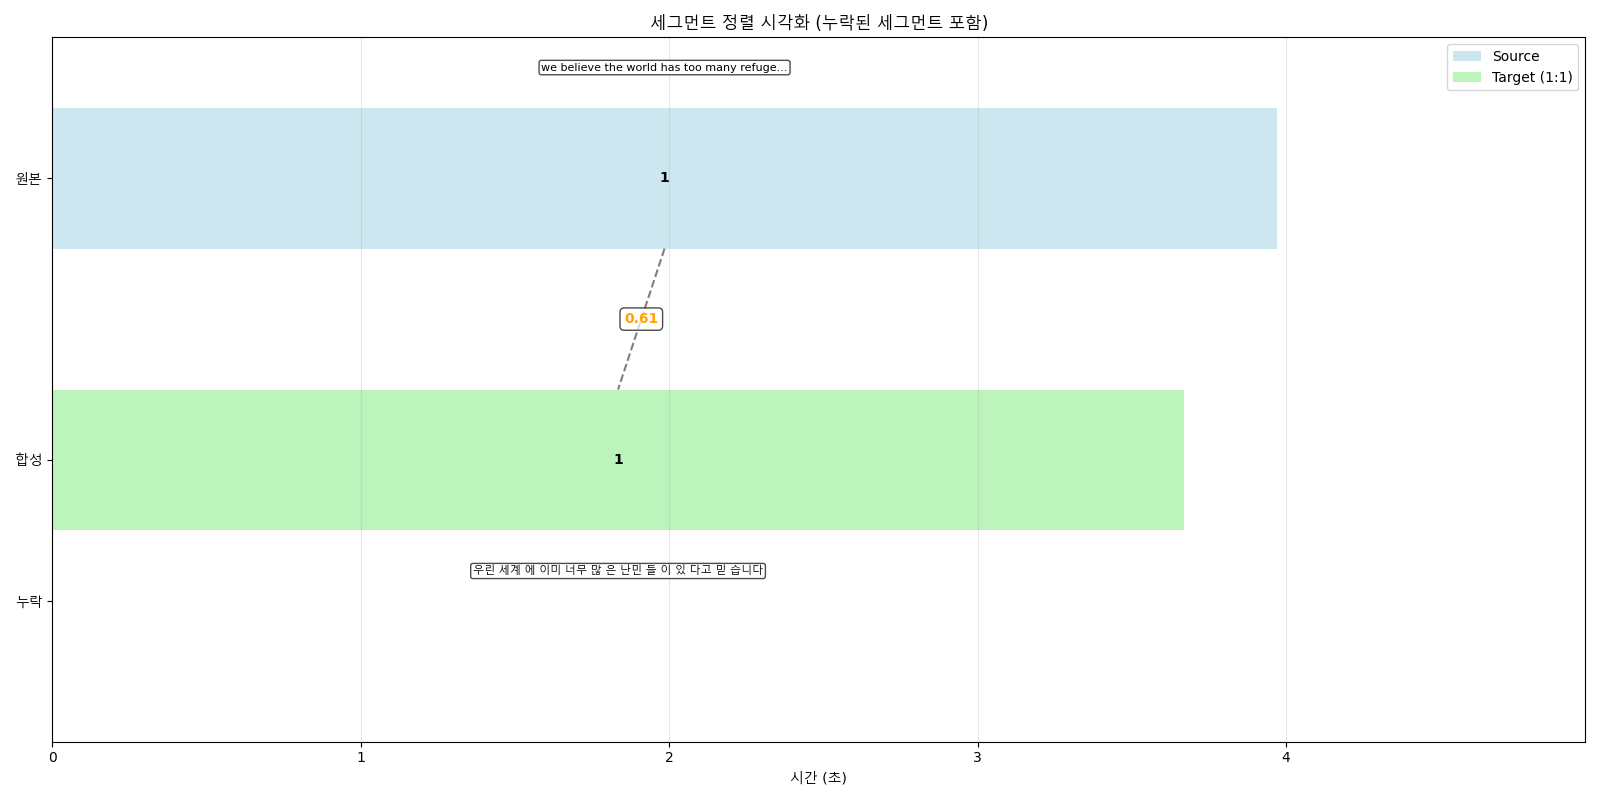 세그먼트 정렬 시각화 (누락된 세그먼트 포함)
we believe the world has too many refuge...
Source
Target (1:1)
원본
1
0.61
합성
1
우린 세계 에 이미 너무 많 은 난민 들 이 있 다고 믿 습니다
누락
0 1 2 3 4
시간 (초)